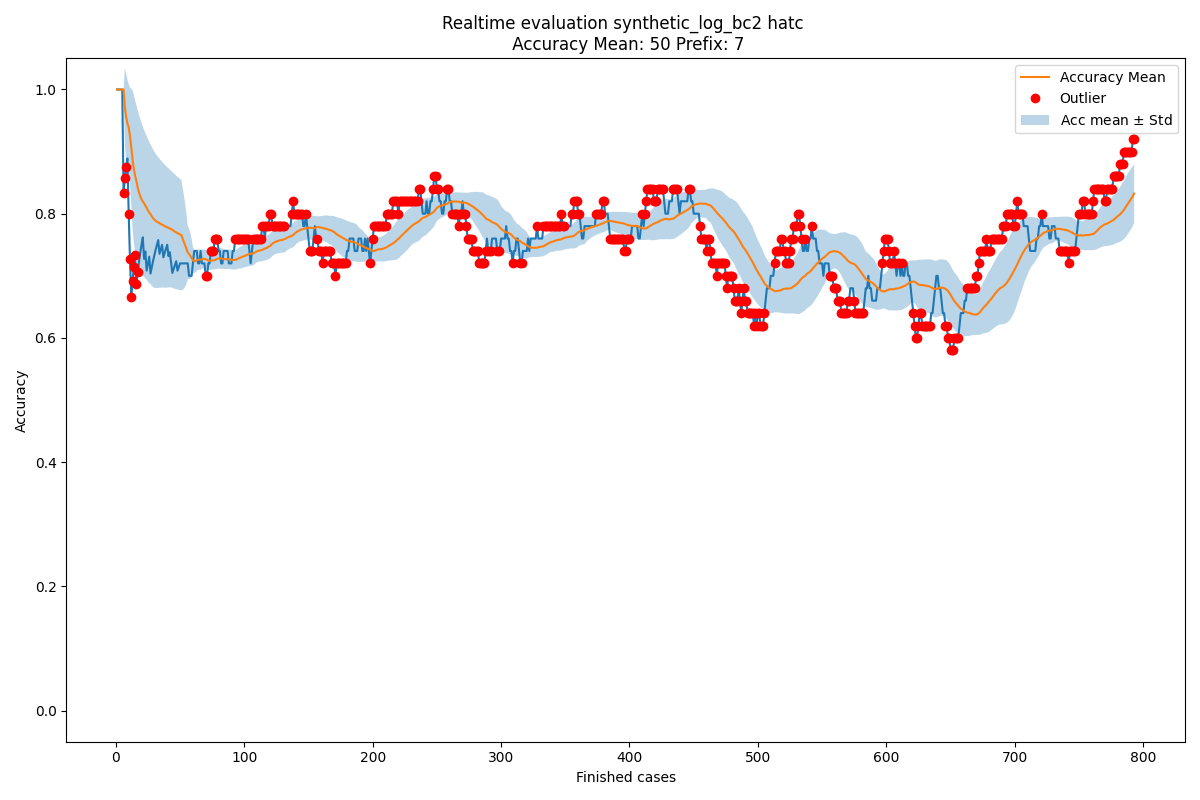 Realtime evaluation synthetic_log_bc2 hatc
Accuracy Mean: 50 Prefix: 7
Accuracy Mean
Outlier
Acc mean ± Std
1.0
0.8
0.6
0.4
0.2
0.0
Accuracy
0 100 200 300 400 500 600 700 800
Finished cases